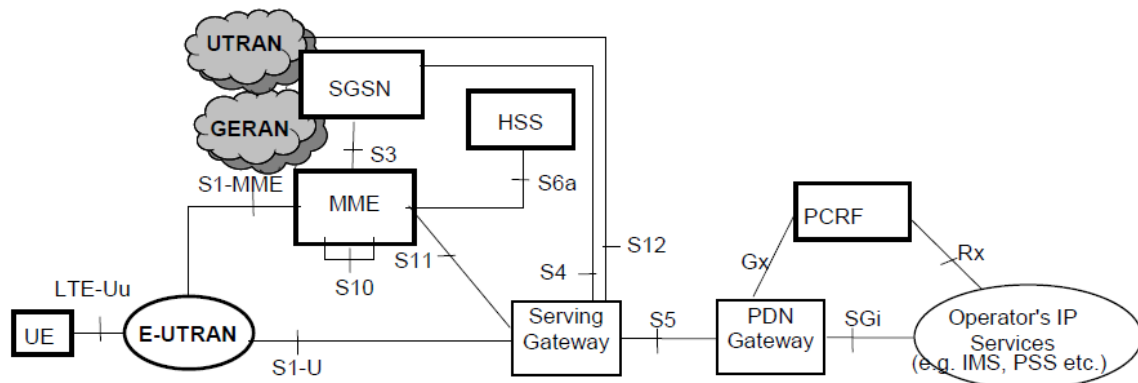 UTRAN
SGSN
GERAN
HSS
S3
S1-MME
S6a
MME
PCRF
S12
S11
Gx
Rx
S4
S10
LTE-Uu
UE
E-UTRAN
Serving
Gateway
S5
PDN
Gateway
SGi
Operator's IP
Services
(e.g. IMS, PSS etc.)
S1-U